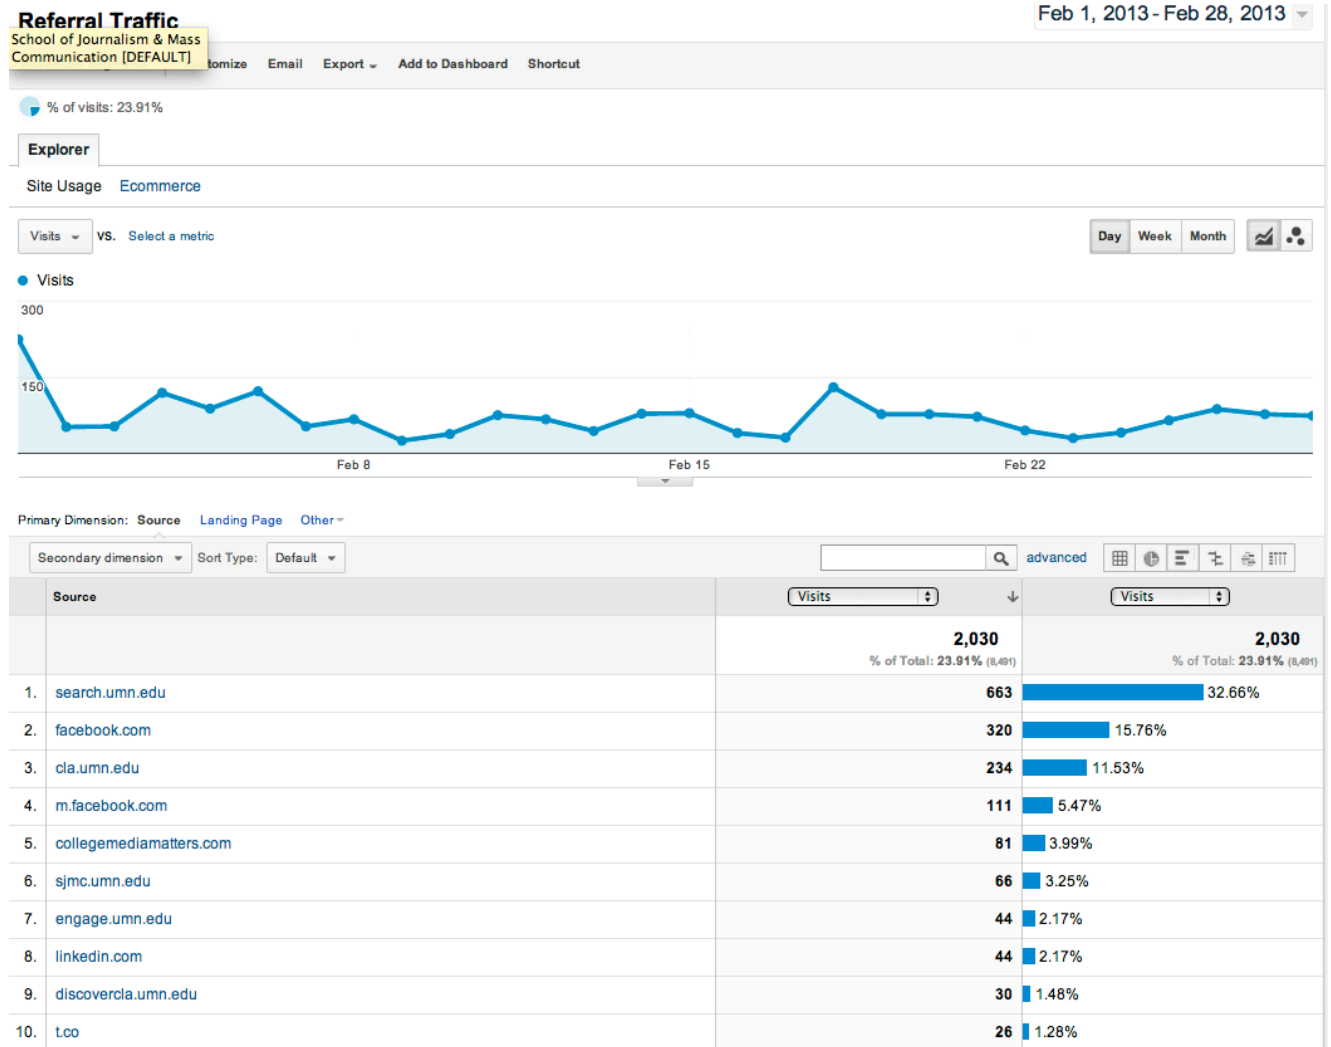 Referral Traffic
Feb 1, 2013 - Feb 28, 2013
School of Journalism & Mass
Communication [DEFAULT]
Email Export Add to Dashboard Shortcut
% of visits: 23.91%
Explorer
Site Usage Ecommerce
Visits VS. Select a metric Day Week Month
Visits
300
150
Feb 8 Feb 15 Feb 22
Primary Dimension: Source Landing Page Other
Secondary dimension Sort Type: Default advanced
Source Visits Visits
2,030 2,030
% of Total: 23.91% (8,491) % of Total: 23.91% (8,491)
1. search.umn.edu 663 32.66%
2. facebook.com 320 15.76%
3. cla.umn.edu 234 11.53%
4. m.facebook.com 111 5.47%
5. collegemediamatters.com 81 3.99%
6. sjmc.umn.edu 66 3.25%
7. engage.umn.edu 44 2.17%
8. linkedin.com 44 2.17%
9. discovercla.umn.edu 30 1.48%
10. t.co 26 1.28%